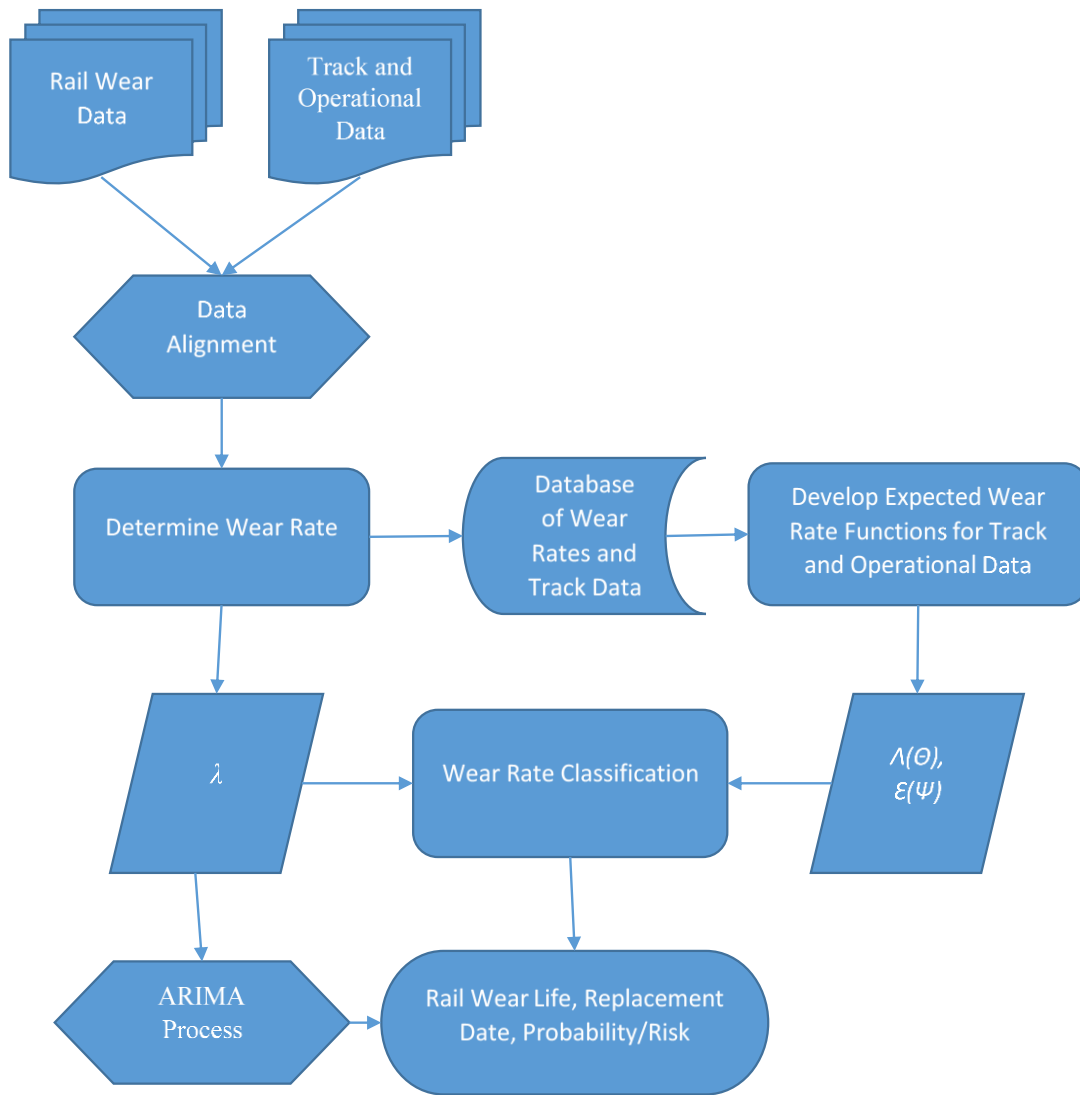 Rail Wear
Data
Track and
Operational
Data
Data
Alignment
Determine Wear Rate
Database
of Wear
Rates and
Track Data
Develop Expected Wear
Rate Functions for Track
and Operational Data
λ
Wear Rate Classification
Λ(Θ),
Ɛ(Ψ)
ARIMA
Process
Rail Wear Life, Replacement
Date, Probability/Risk